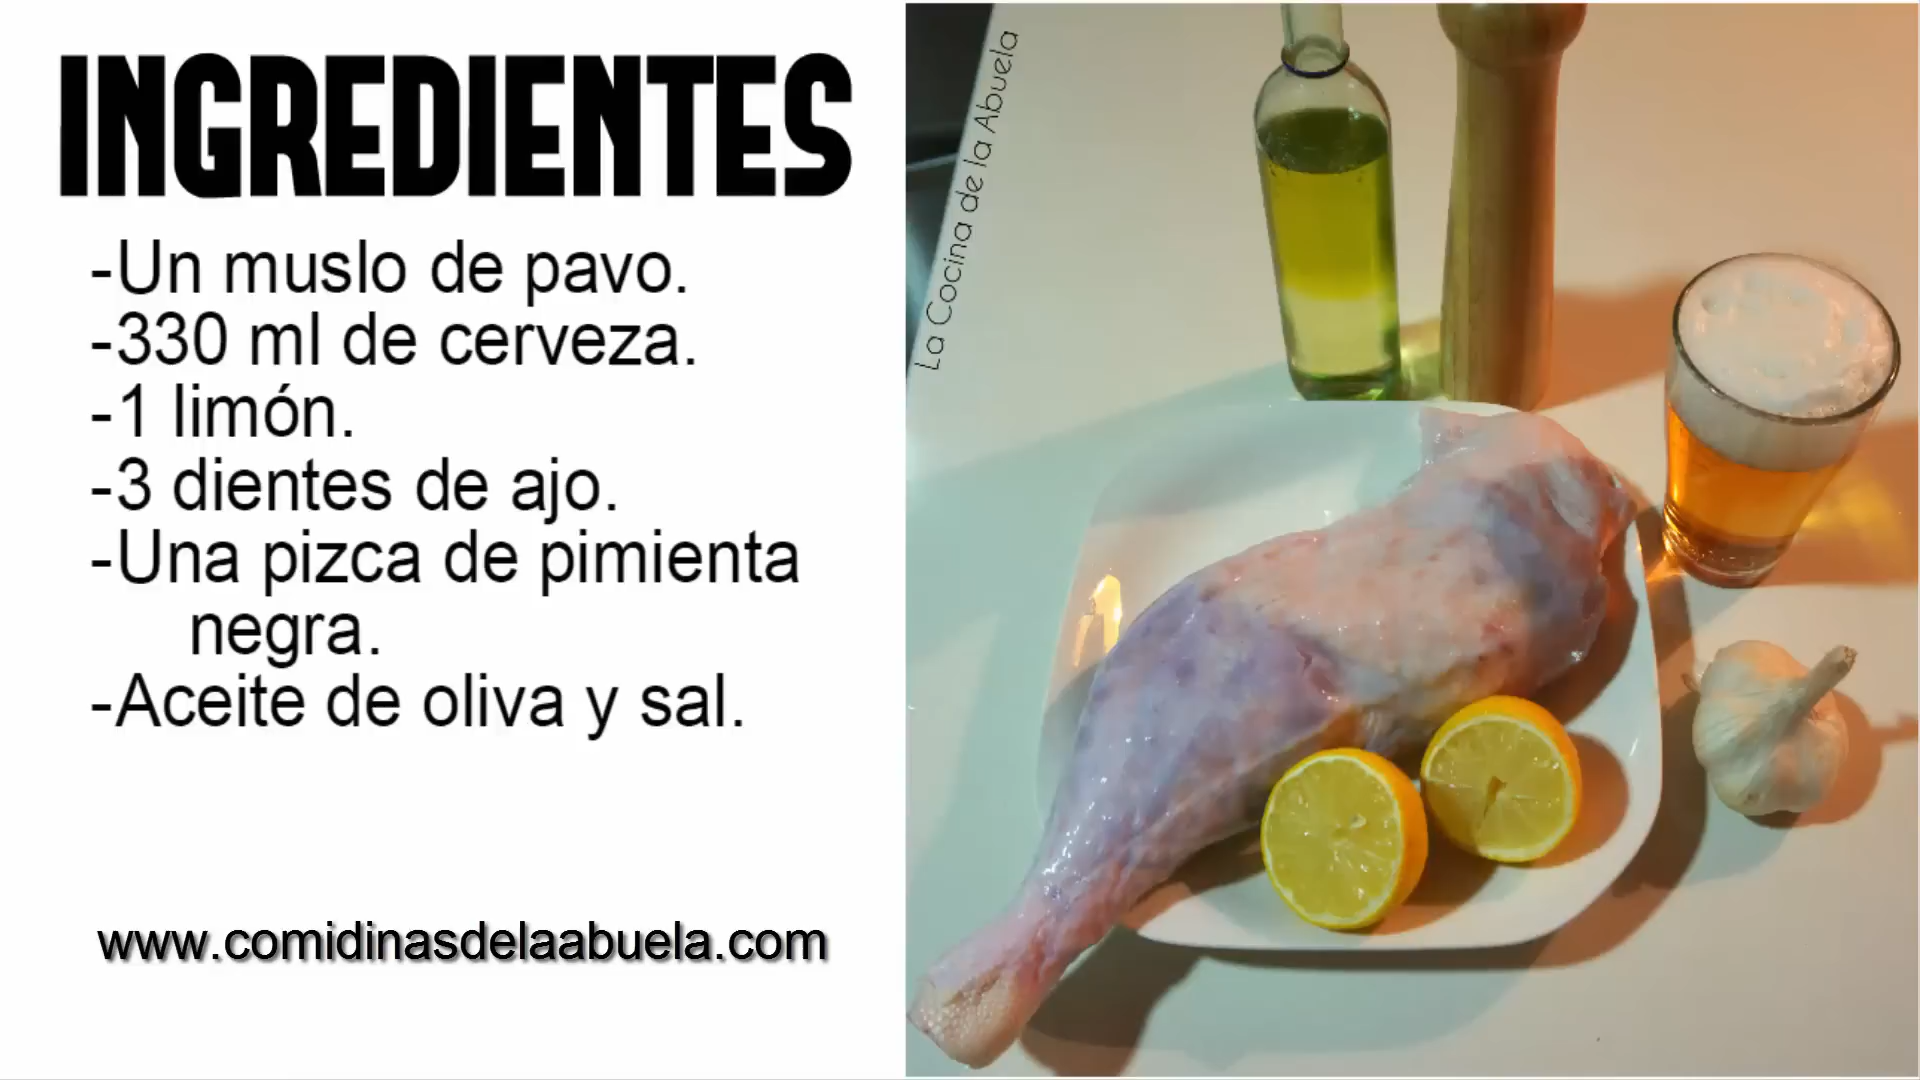 INGREDIENTES
-Un muslo de pavo.
-330 ml de cerveza.
-1 limón.
-3 dientes de ajo.
-Una pizca de pimienta
negra.
-Aceite de oliva y sal.
www.comidinasdelaabuela.com
La Cocina de la Abuela